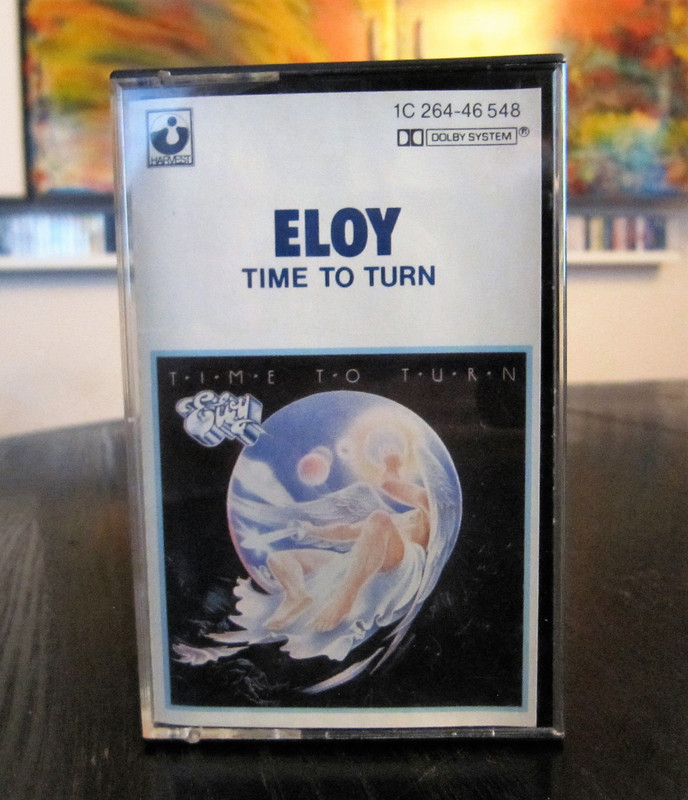 1C 264-46 548
HARVEST
DOLBY SYSTEM®
ELOY
TIME TO TURN
T·I·M·E T·O T·U·R·N
Eloy